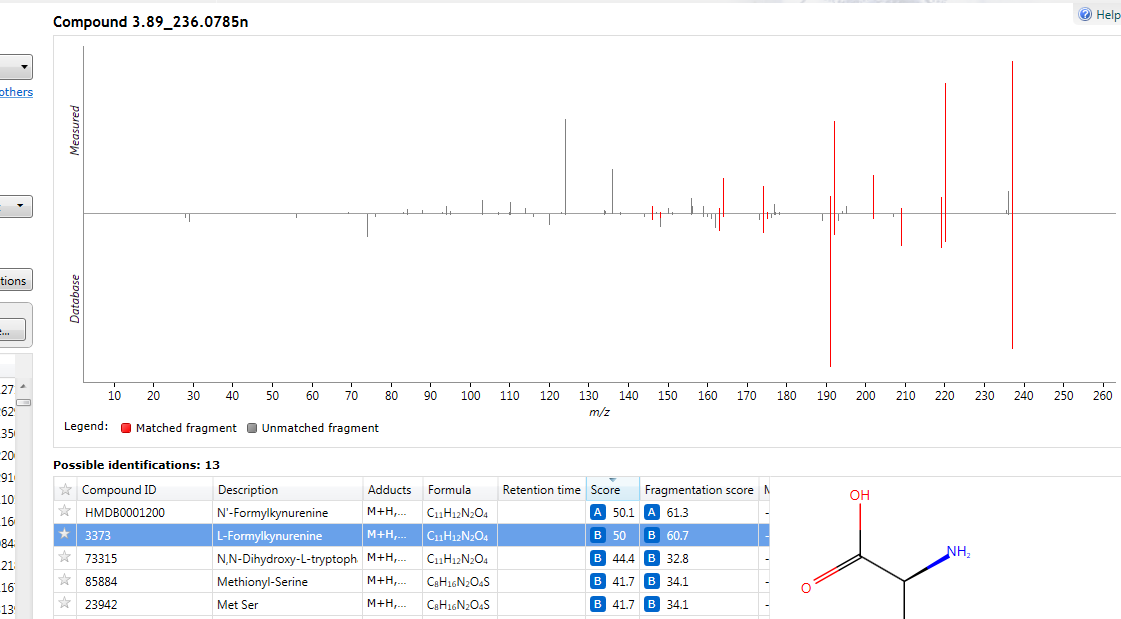 Compound 3.89_236.0785n
Help
others
Measured
Database
tions
10 20 30 40 50 60 70 80 90 100 110 120 130 140 150 160 170 180 190 200 210 220 230 240 250 260
m/z
Legend: Matched fragment Unmatched fragment
Possible identifications: 13
Compound ID Description Adducts Formula Retention time Score Fragmentation score
HMDB0001200 N'-Formylkynurenine M+H,... C₁₁H₁₂N₂O₄ A 50.1 A 61.3 -
3373 L-Formylkynurenine M+H,... C₁₁H₁₂N₂O₄ B 50 B 60.7 -
73315 N,N-Dihydroxy-L-tryptoph M+H,... C₁₁H₁₂N₂O₄ B 44.4 B 32.8 -
85884 Methionyl-Serine M+H,... C₈H₁₆N₂O₄S B 41.7 B 34.1 -
23942 Met Ser M+H,... C₈H₁₆N₂O₄S B 41.7 B 34.1 -
OH
NH₂
O